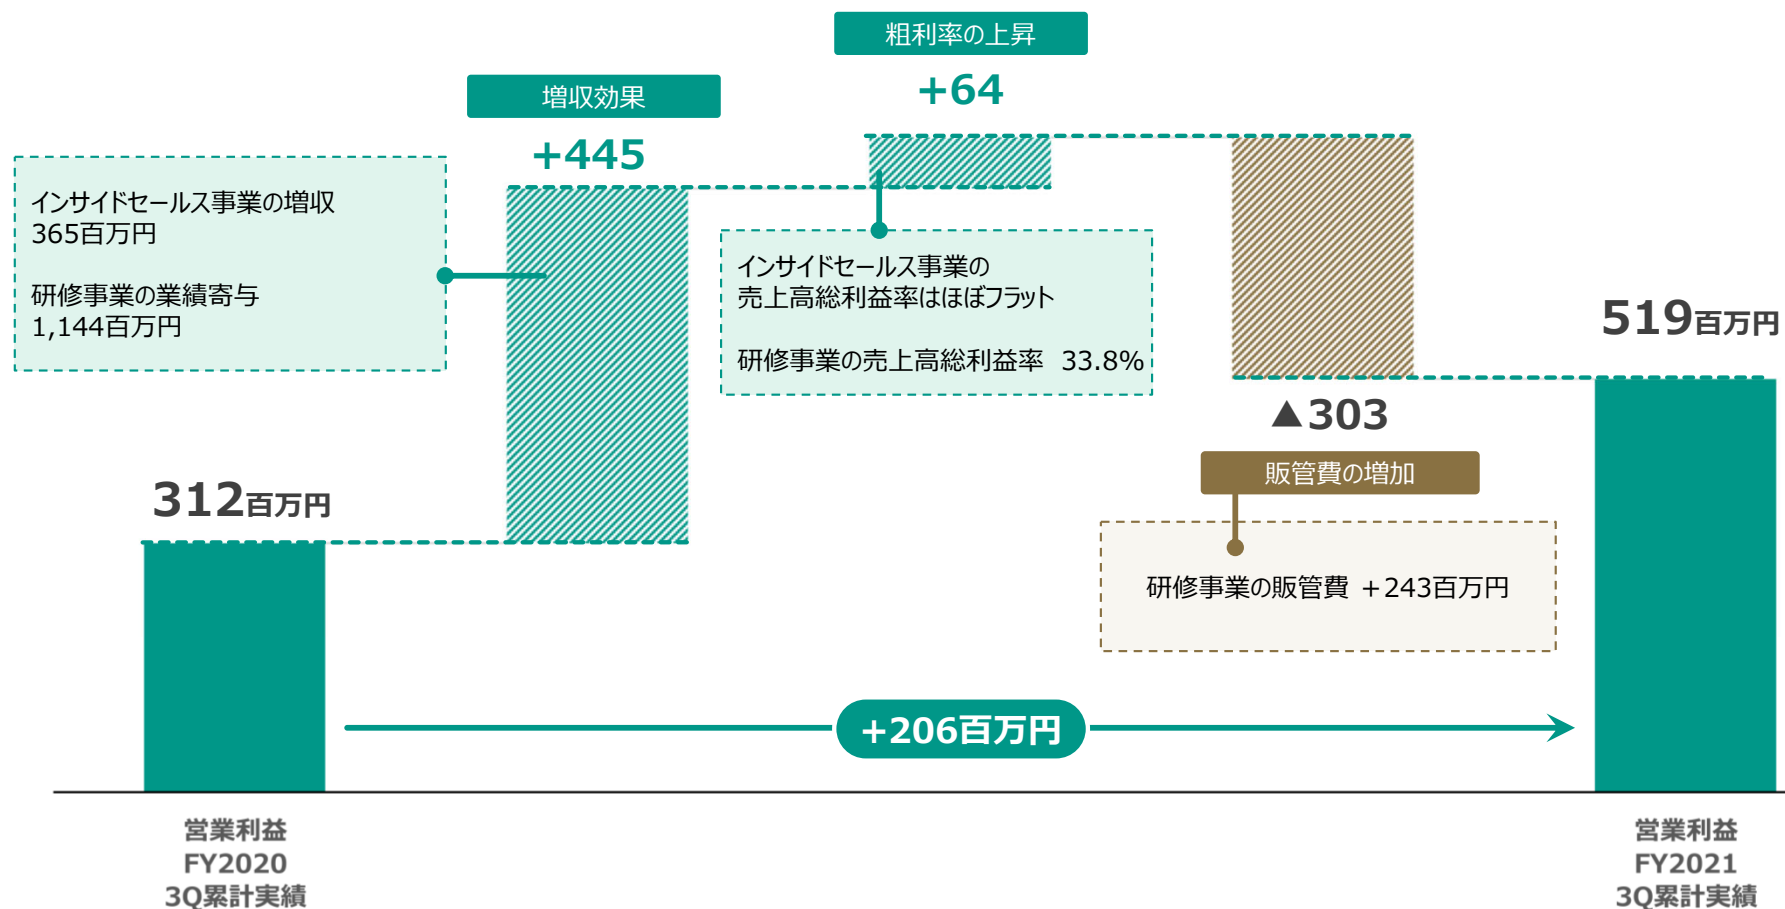 粗利率の上昇
+64
増収効果
+445
インサイドセールス事業の増収
365百万円
研修事業の業績寄与
1,144百万円
インサイドセールス事業の
売上高総利益率はほぼフラット
研修事業の売上高総利益率 33.8%
519百万円
▲303
販管費の増加
研修事業の販管費 +243百万円
312百万円
+206百万円
営業利益
FY2020
3Q累計実績
営業利益
FY2021
3Q累計実績